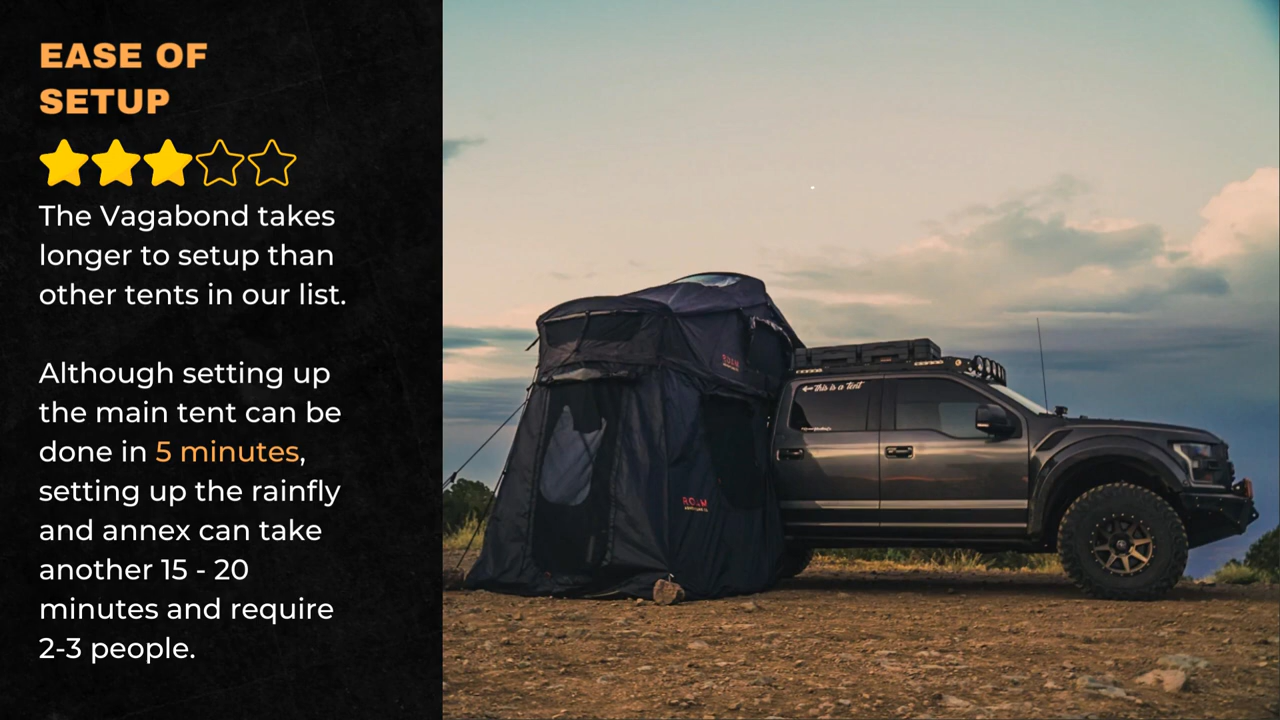 EASE OF
SETUP
The Vagabond takes
longer to setup than
other tents in our list.
Although setting up
the main tent can be
done in 5 minutes,
setting up the rainfly
and annex can take
another 15 - 20
minutes and require
2-3 people.
ROAM
this is a tent
ROAM